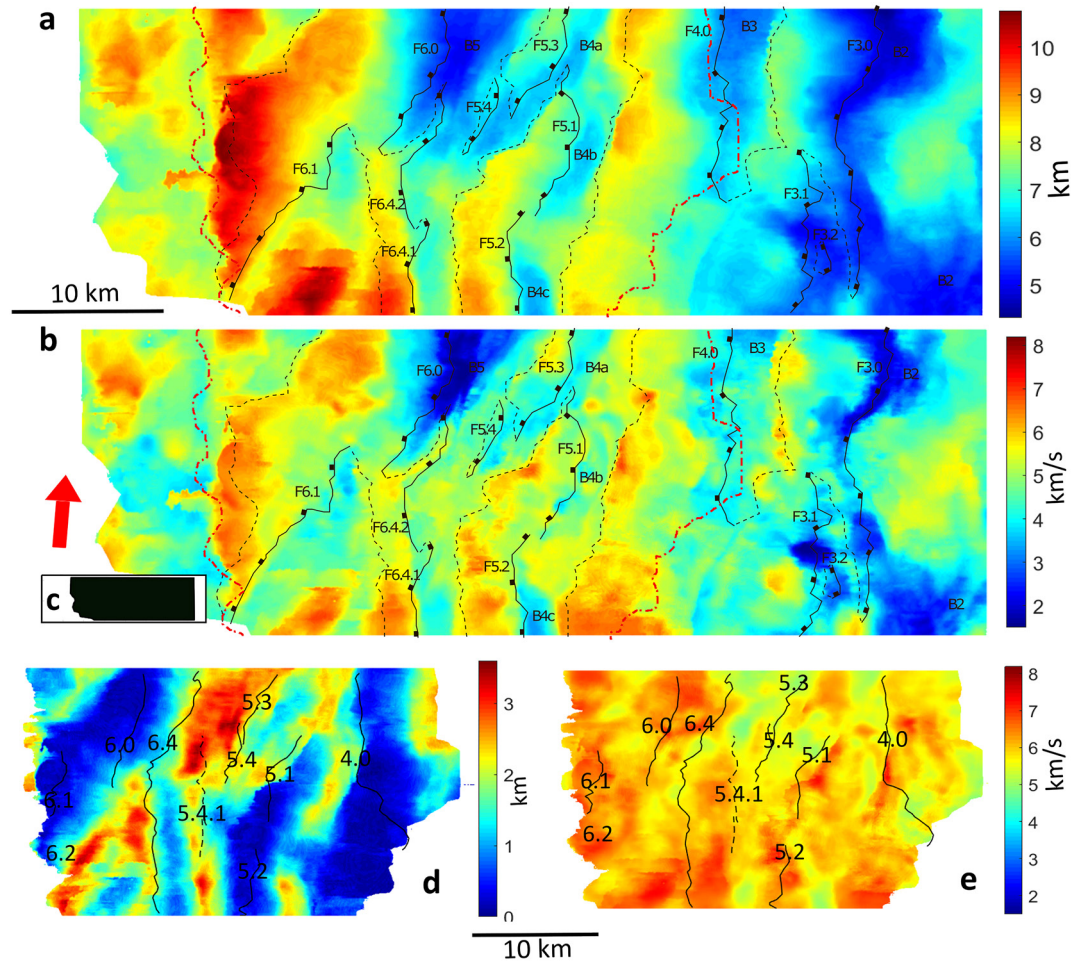 a
F6.0
B5
F5.3
B4a
F4.0
B3
F3.0
B2
F5.4
F5.1
B4b
F6.1
F6.4.2
F3.1
F3.2
F6.4.1
F5.2
B4c
B2
10
9
8
7
6
5
km
10 km
b
F6.0
F5.3
B4a
F4.0
B3
F3.0
B2
F5.4
F5.1
B4b
F6.1
F6.4.2
F3.1
3.2
F6.4.1
F5.2
B4c
B2
8
7
6
5
4
3
2
km/s
c
6.0
6.4
5.3
5.4
5.1
4.0
6.1
5.4.1
6.2
5.2
d
3
2
1
0
km
6.0
6.4
5.3
5.4
5.1
4.0
6.1
5.4.1
6.2
5.2
e
8
7
6
5
4
3
2
km/s
10 km